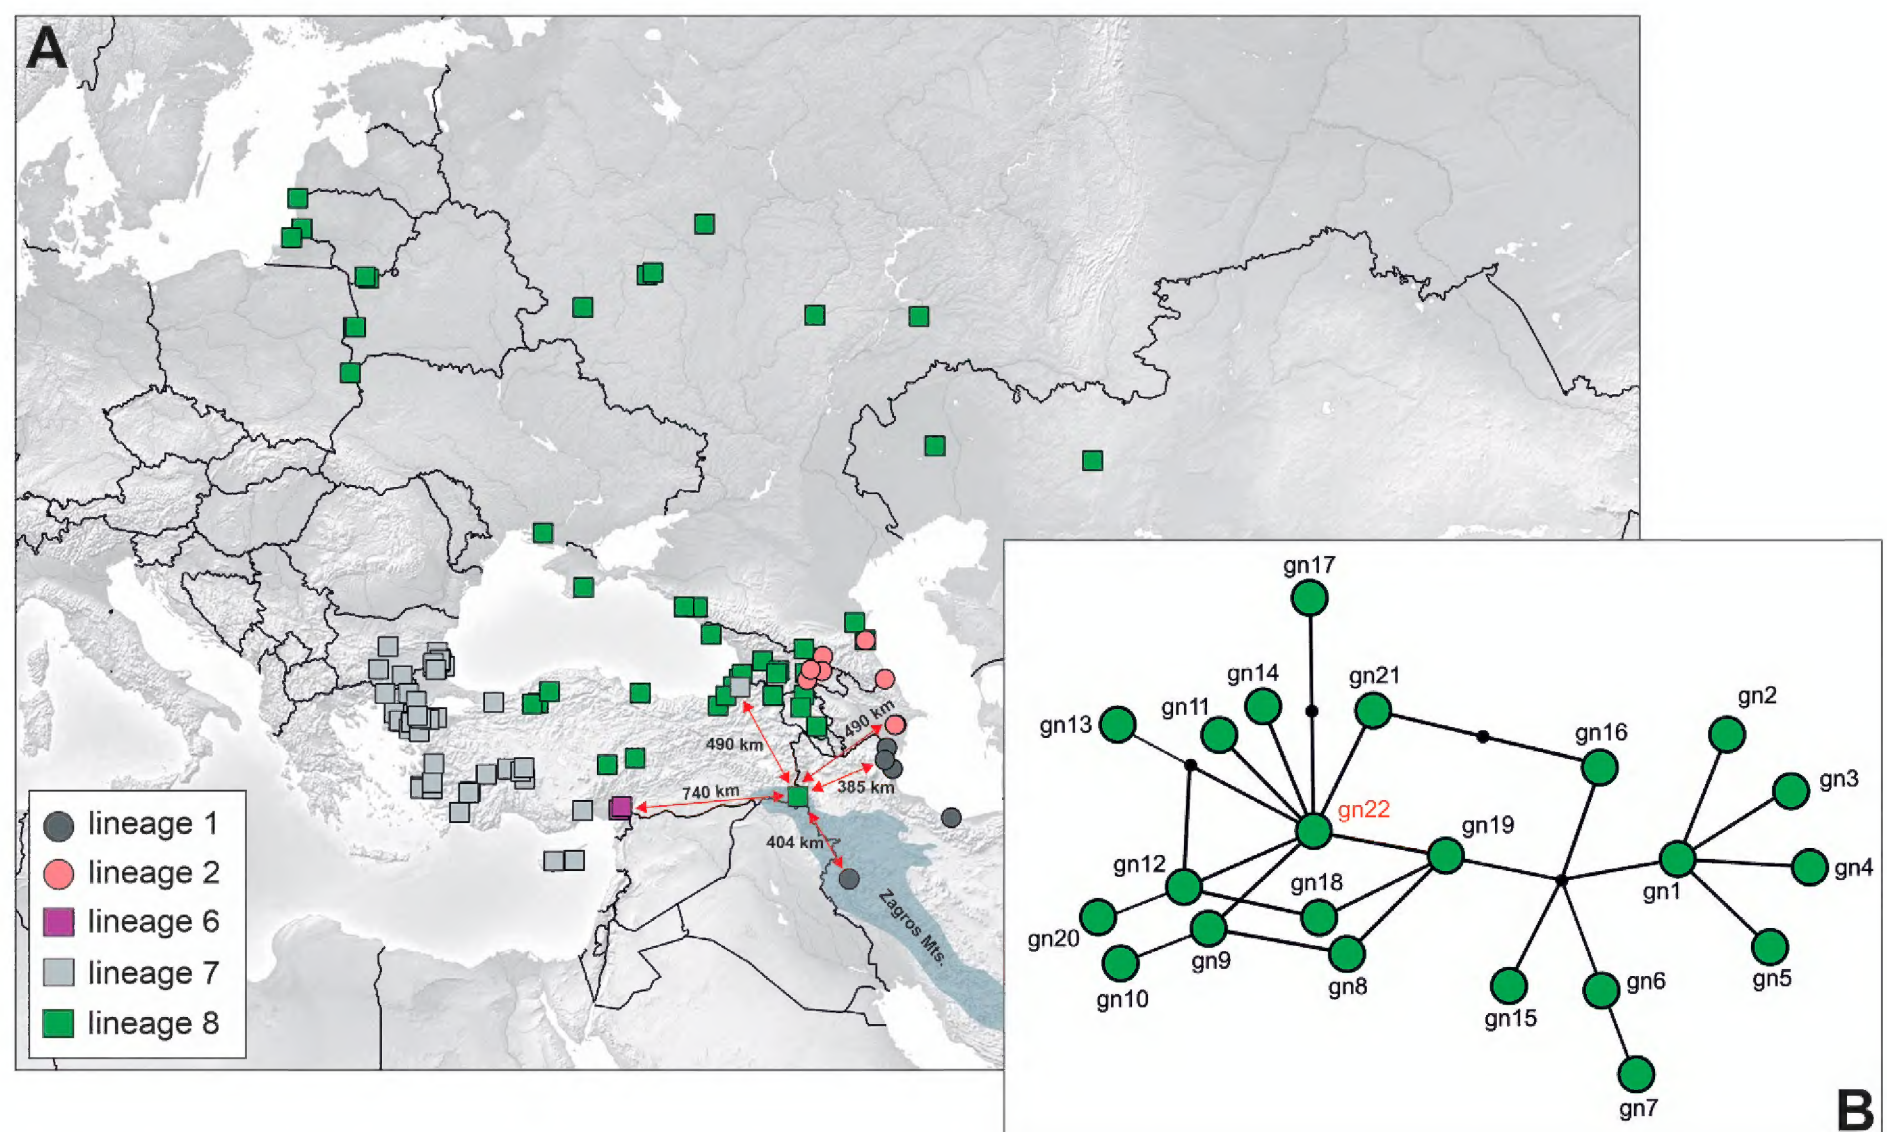 A
490 km
490 km
385 km
740 km
404 km
?
Zagros Mts.
lineage 1
lineage 2
lineage 6
lineage 7
lineage 8
gn17
gn14
gn21
gn11
gn13
gn2
gn16
gn3
gn22
gn19
gn12
gn18
gn1
gn4
gn20
gn9
gn8
gn5
gn10
gn6
gn15
gn7
B